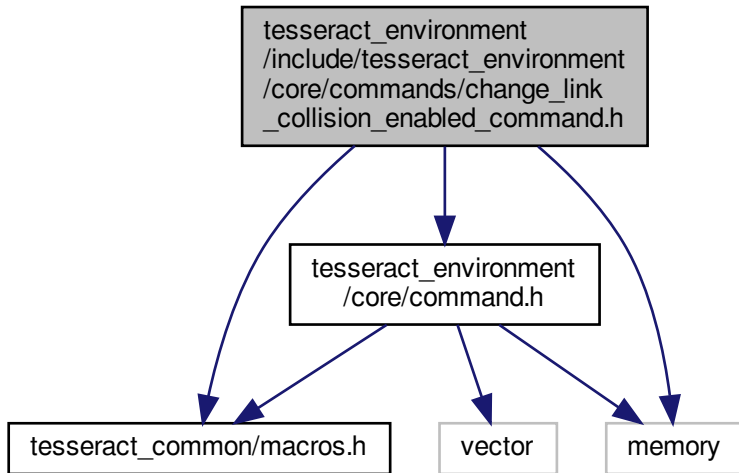 tesseract_environment
/include/tesseract_environment
/core/commands/change_link
_collision_enabled_command.h
tesseract_environment
/core/command.h
tesseract_common/macros.h
vector
memory